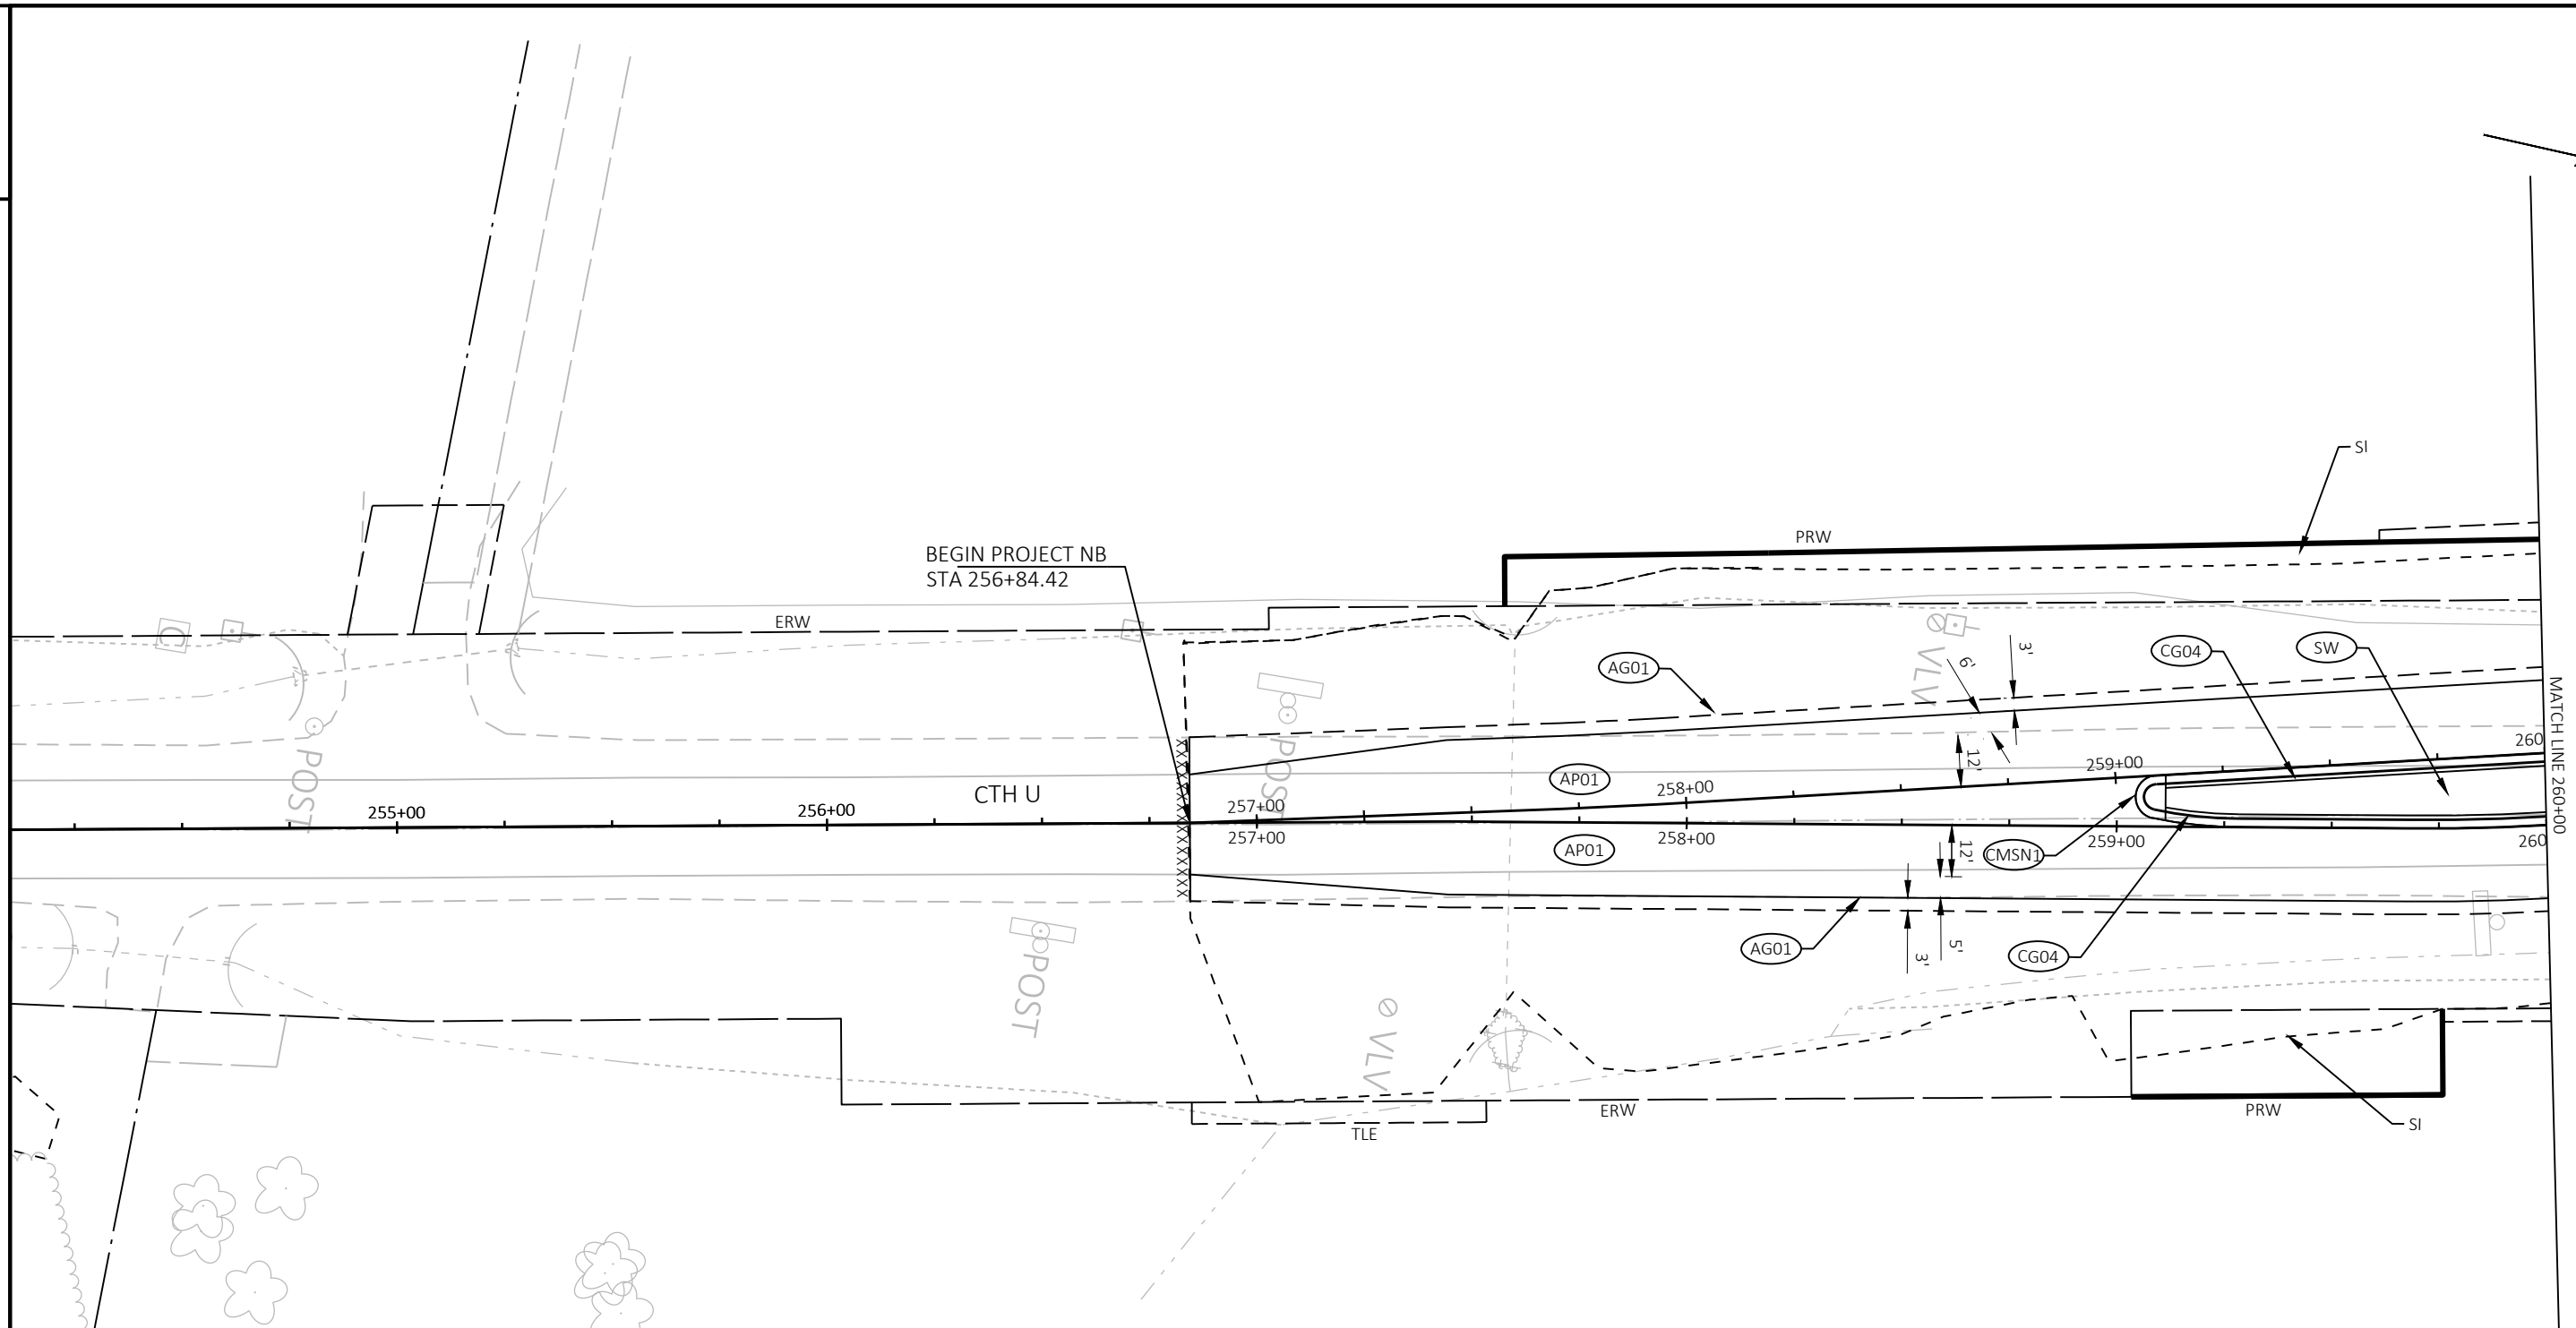 SI
PRW
BEGIN PROJECT NB
STA 256+84.42
ERW
C
VLV
3'
6'
CG04
SW
AG01
MATCH LINE 260+00
POST
POST
260
12'
259+00
AP01
258+00
CTH U
257+00
256+00
255+00
257+00
258+00
259+00
260
AP01
12'
CMSN1
AG01
3'
5'
CG04
POST
VLV
ERW
PRW
SI
TLE